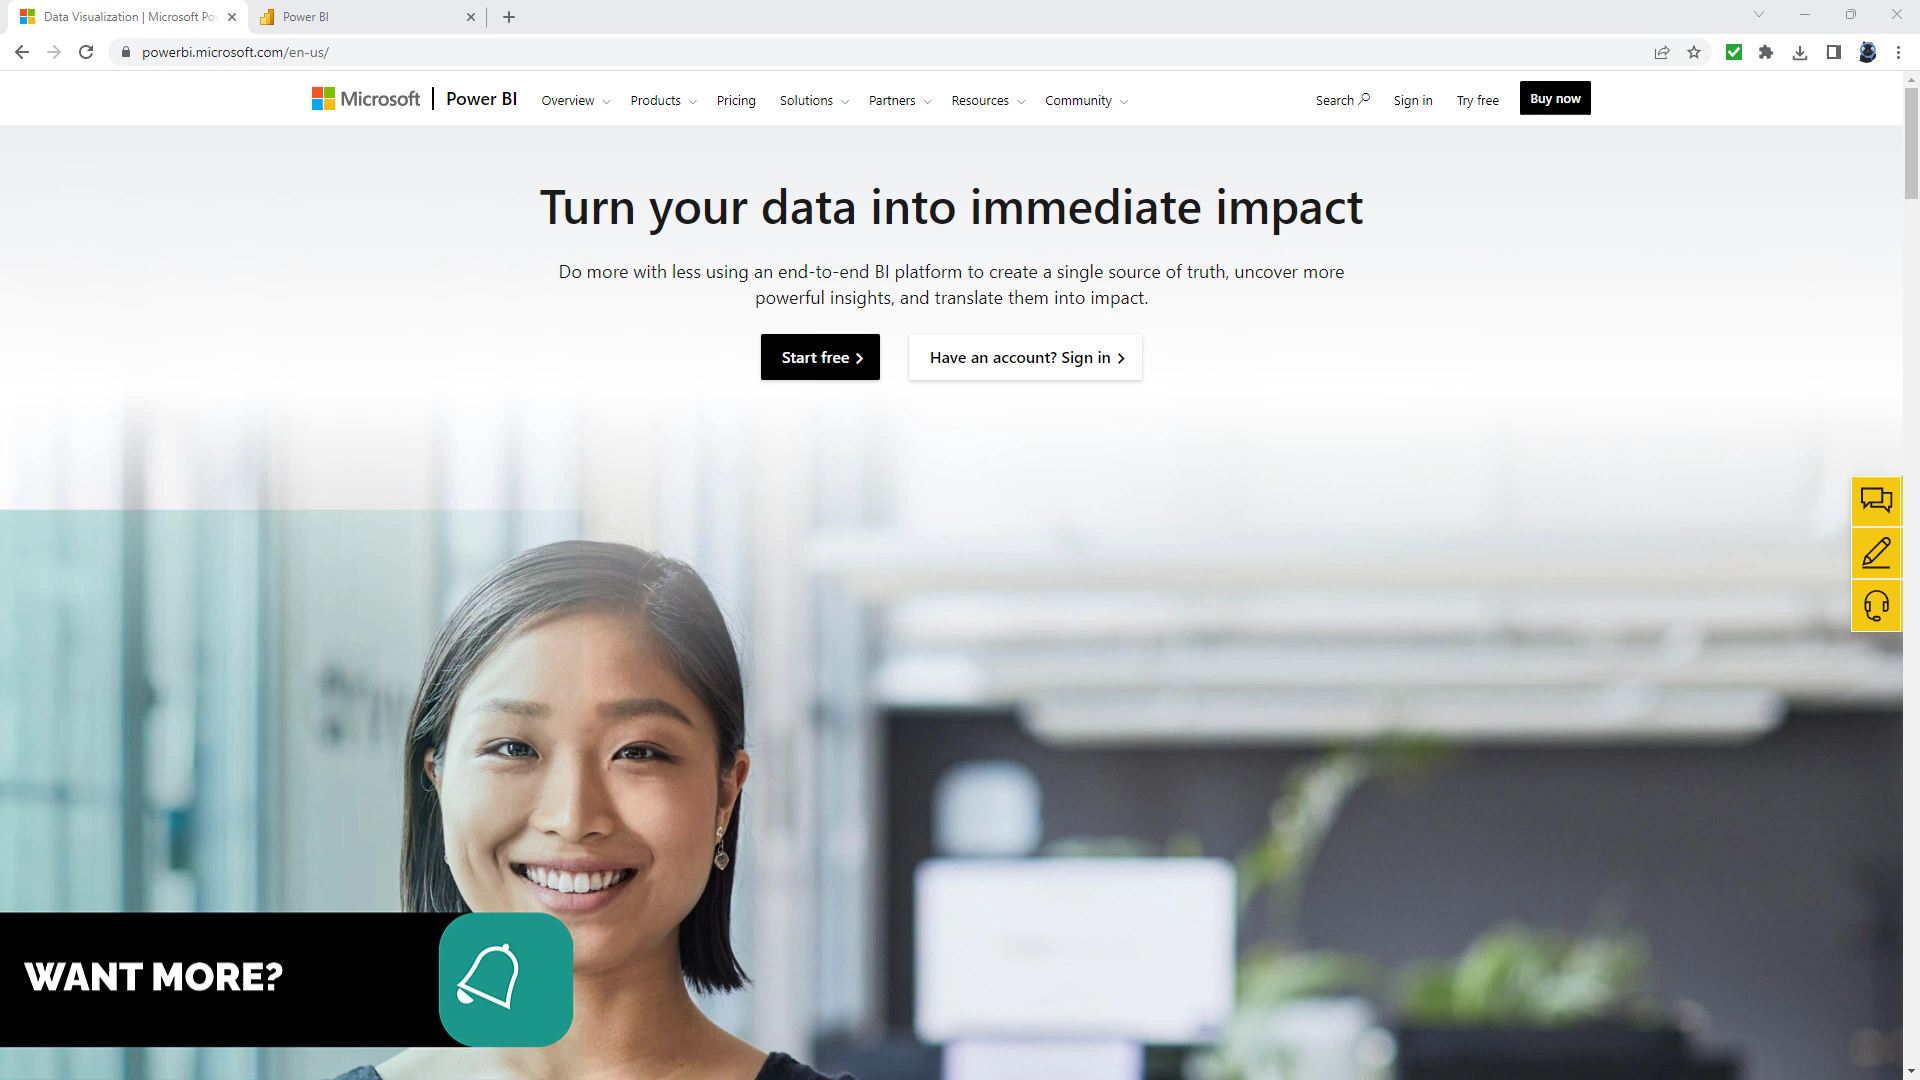 Data Visualization | Microsoft Po
Power BI
powerbi.microsoft.com/en-us/
Microsoft
Power BI
Overview
Products
Pricing
Solutions
Partners
Resources
Community
Search
Sign in
Try free
Buy now
Turn your data into immediate impact
Do more with less using an end-to-end BI platform to create a single source of truth, uncover more
powerful insights, and translate them into impact.
Start free
Have an account? Sign in
WANT MORE?